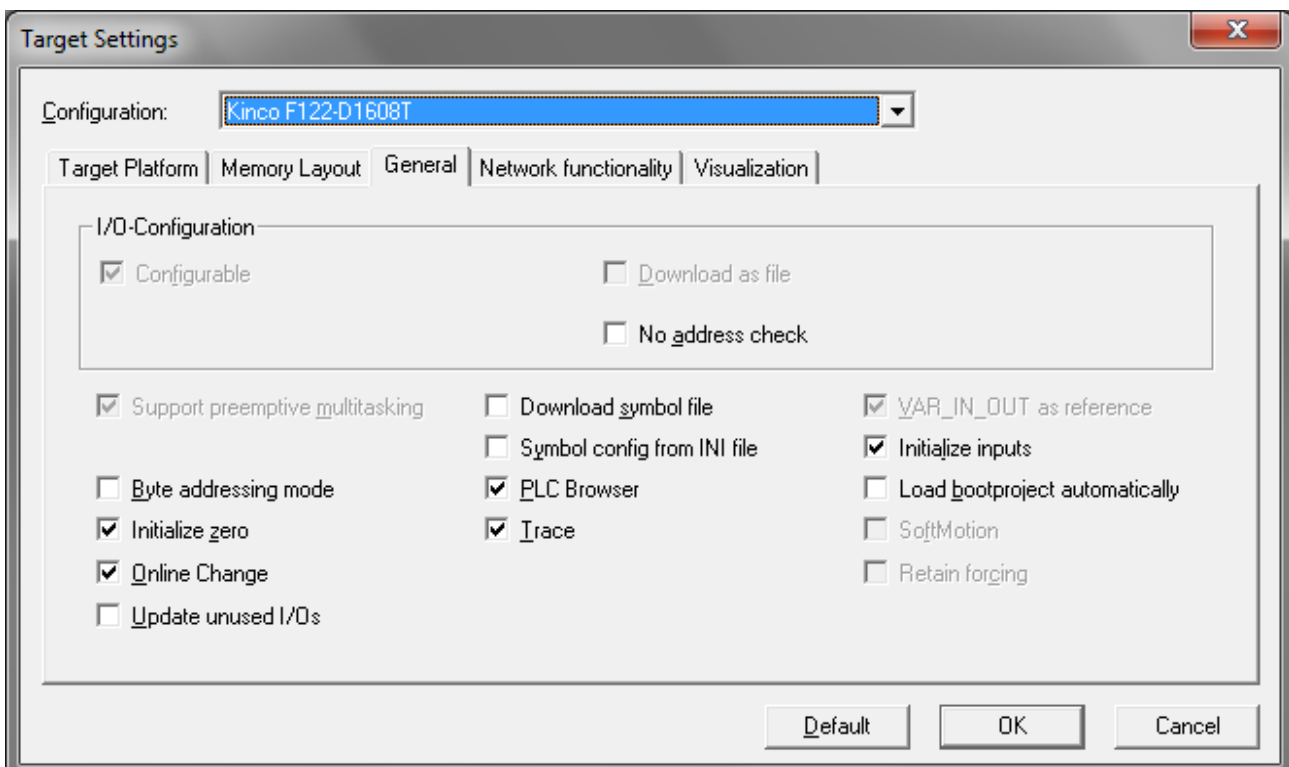 Target Settings
Configuration: Kinco F122-D1608T
Target Platform Memory Layout General Network functionality Visualization
I/O-Configuration
Configurable Download as file
No address check
Support preemptive multitasking Download symbol file VAR_IN_OUT as reference
Symbol config from INI file Initialize inputs
Byte addressing mode PLC Browser Load bootproject automatically
Initialize zero Trace SoftMotion
Online Change Retain forcing
Update unused I/Os
Default OK Cancel